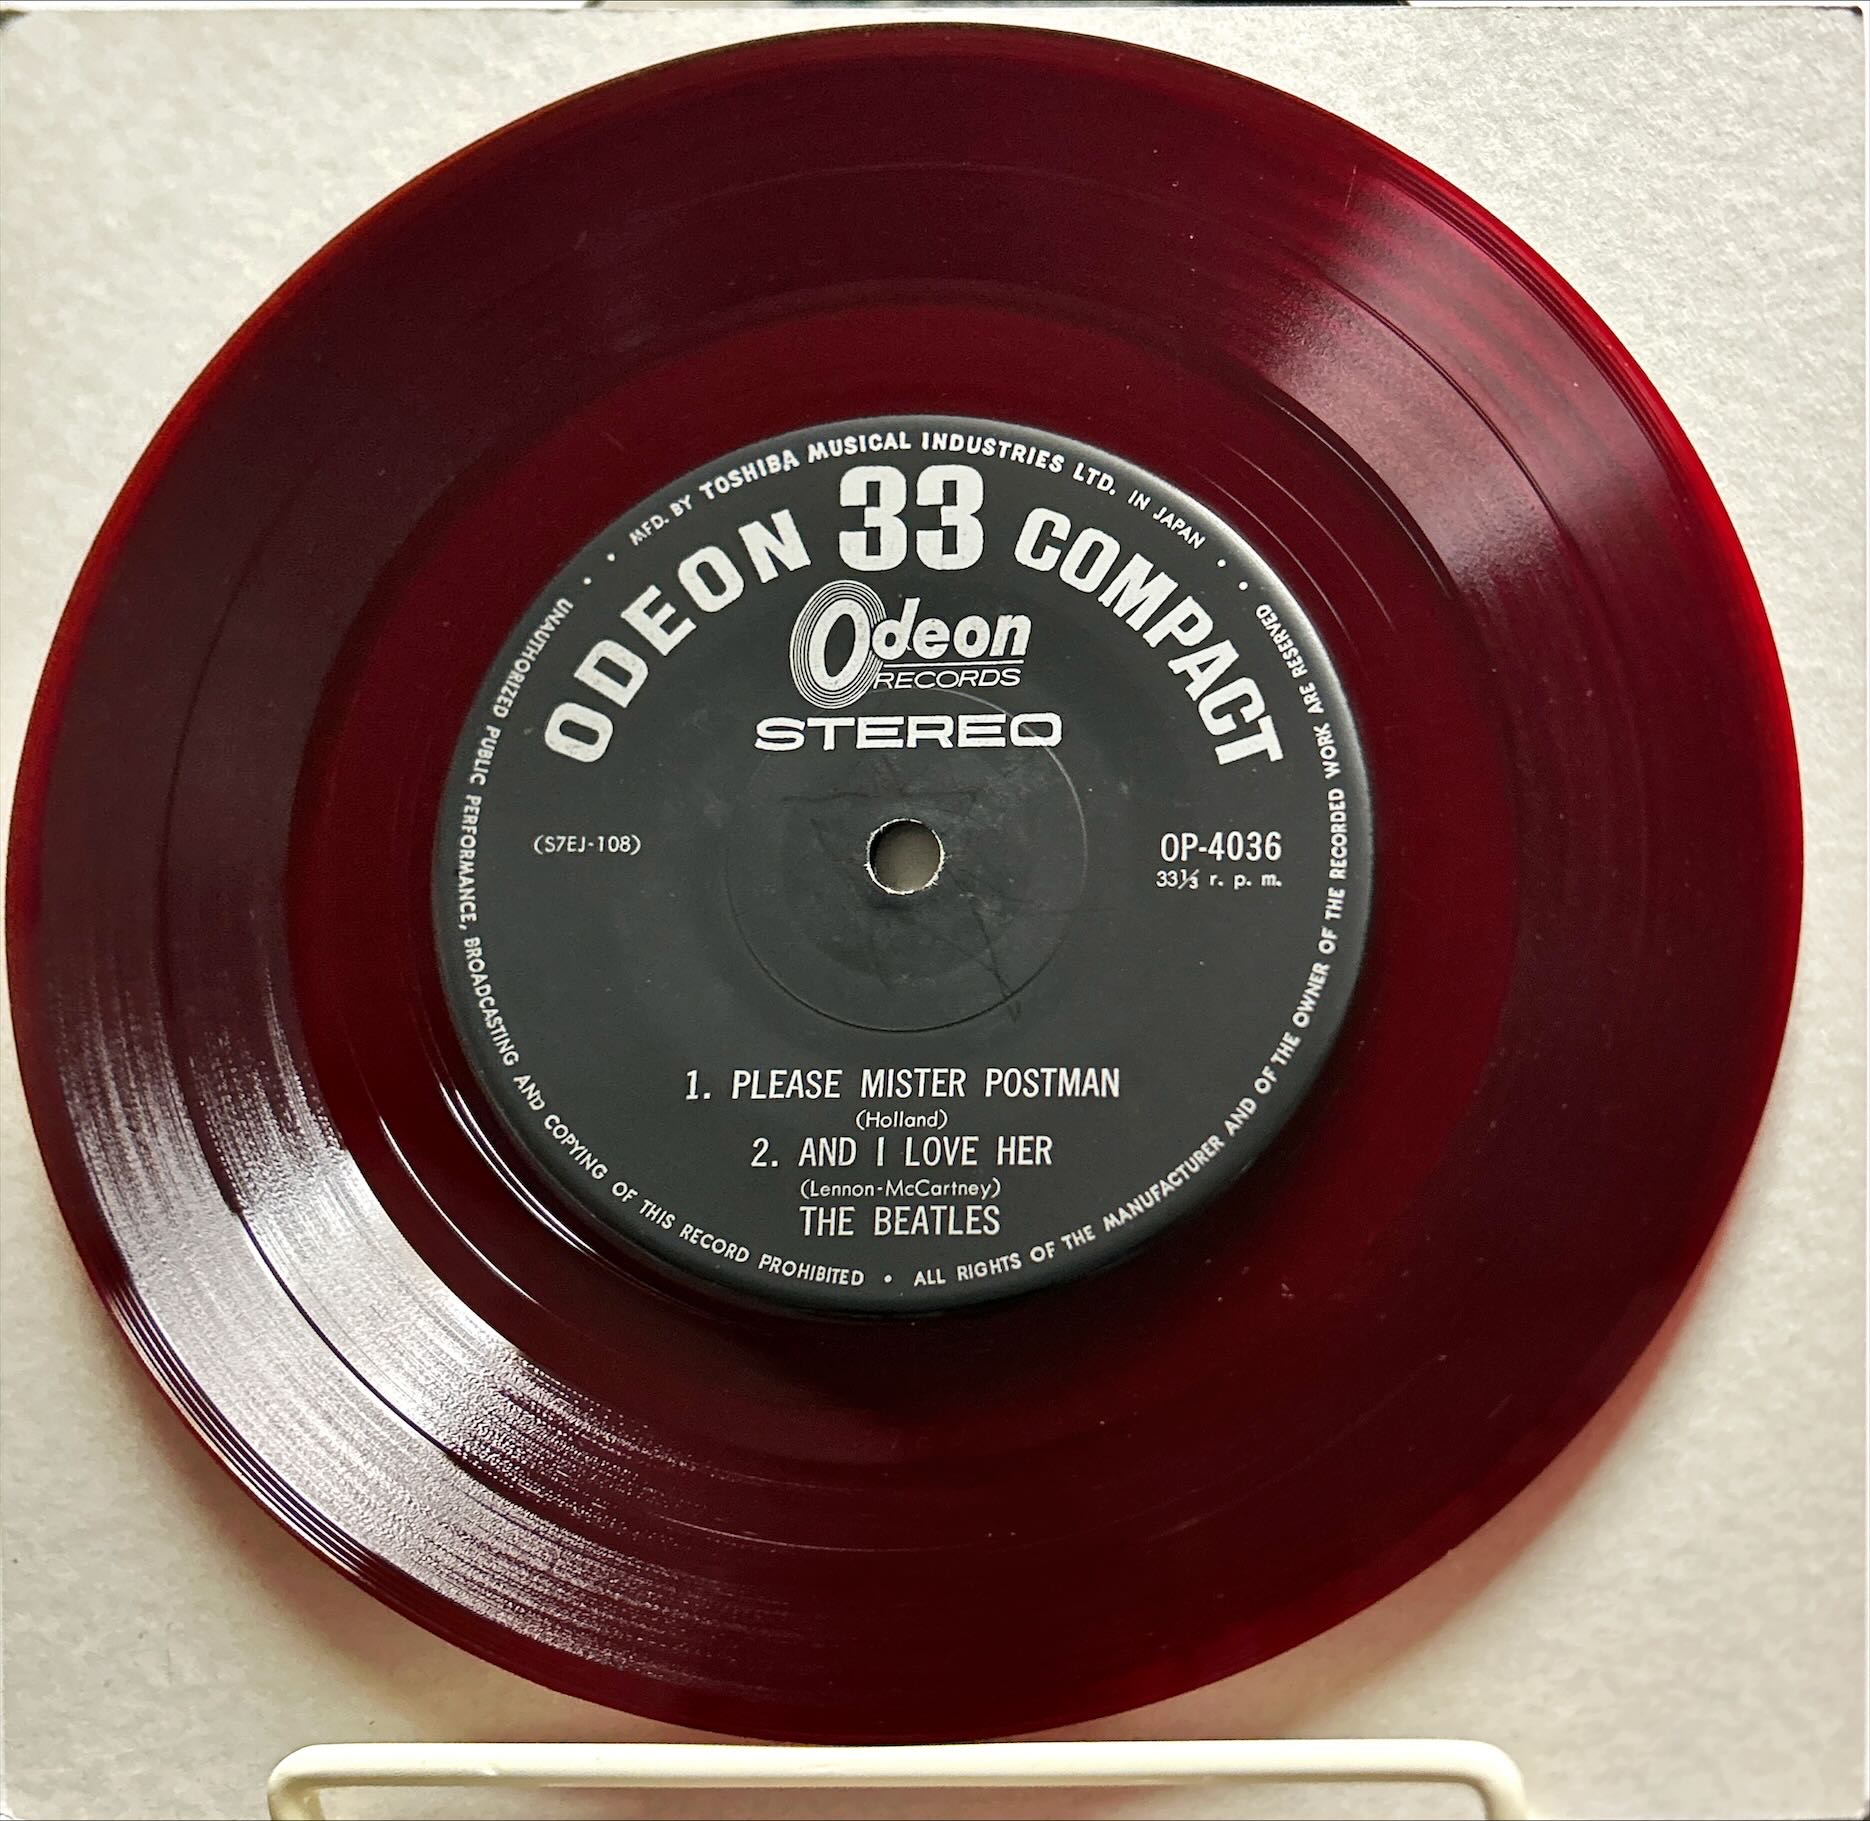 MFD. BY TOSHIBA MUSICAL INDUSTRIES LTD. IN JAPAN
ODEON 33 COMPACT
Odeon
RECORDS
STEREO
(S7EJ-108)
OP-4036
33⅓ r. p. m.
1. PLEASE MISTER POSTMAN
(Holland)
2. AND I LOVE HER
(Lennon-McCartney)
THE BEATLES
UNAUTHORIZED PUBLIC PERFORMANCE, BROADCASTING AND COPYING OF THIS RECORD PROHIBITED • ALL RIGHTS OF THE MANUFACTURER AND OF THE OWNER OF THE RECORDED WORK ARE RESERVED